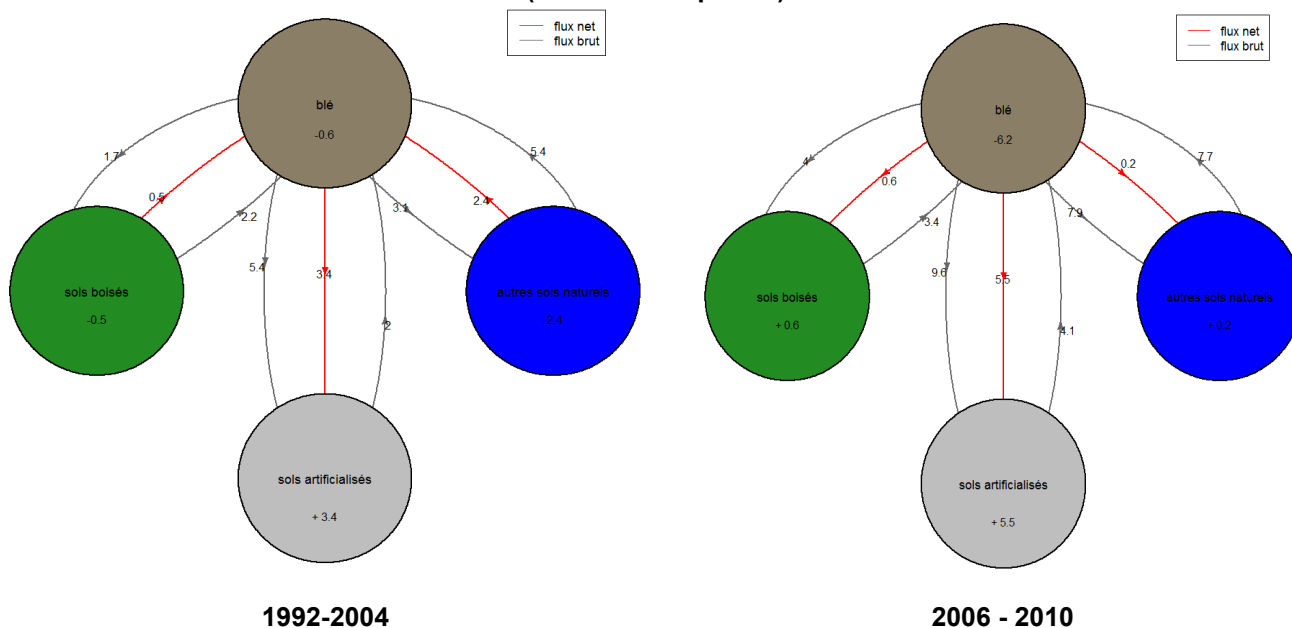 flux net
flux brut
blé
-0.6
1.7
0.5
2.2
5.4
3.4
2
3.1
2.4
5.4
sols boisés
-0.5
autres sols naturels
2.4
sols artificialisés
+ 3.4
1992-2004
flux net
flux brut
blé
-6.2
4
0.6
3.4
9.6
5.5
4.1
7.9
0.2
7.7
sols boisés
+ 0.6
autres sols naturels
+ 0.2
sols artificialisés
+ 5.5
2006 - 2010